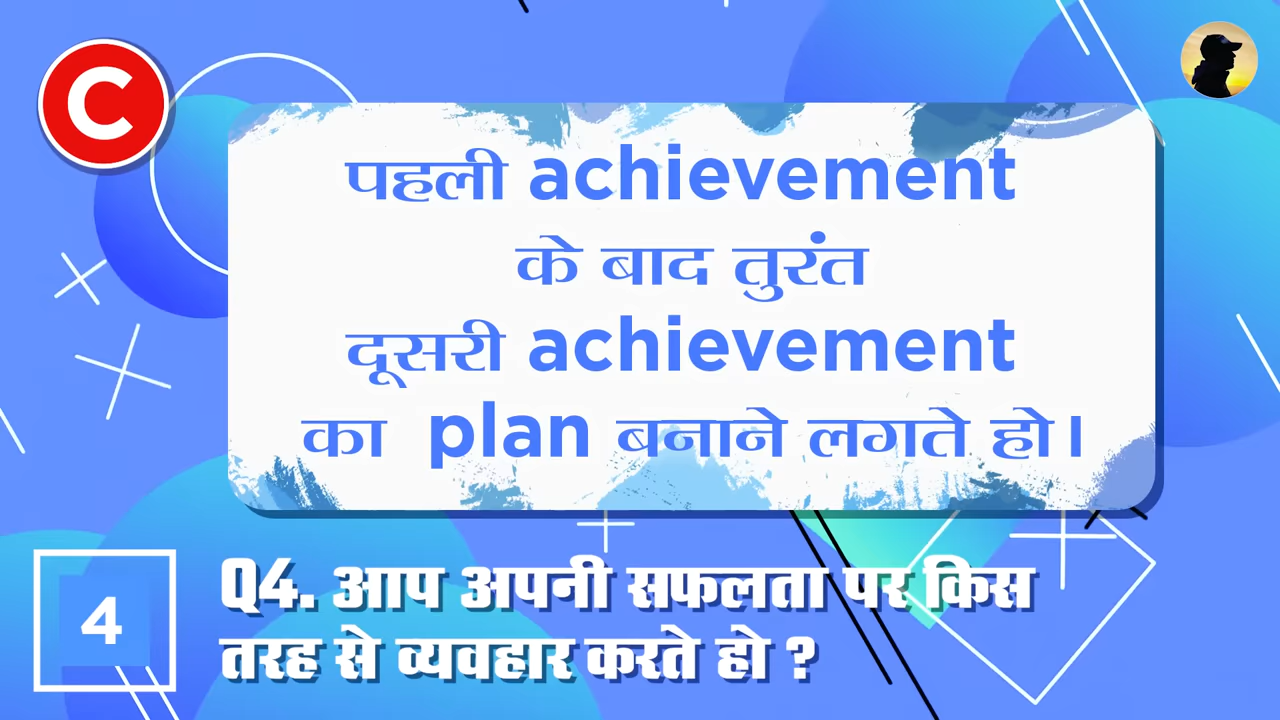 C
पहली achievement
के बाद तुरंत
दूसरी achievement
का plan बनाने लगते हो।
4
Q4. आप अपनी सफलता पर किस
तरह से व्यवहार करते हो ?